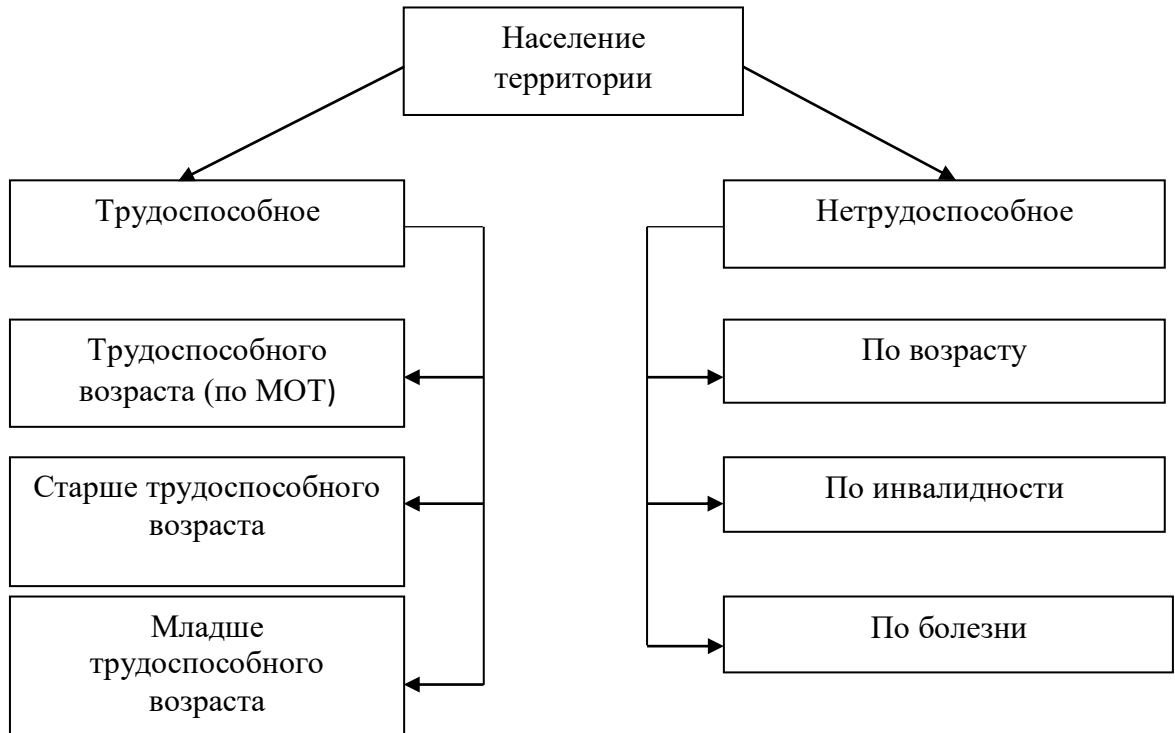 Население
территории
Трудоспособное
Нетрудоспособное
Трудоспособного
возраста (по МОТ)
По возрасту
Старше трудоспособного
возраста
По инвалидности
Младше
трудоспособного
возраста
По болезни